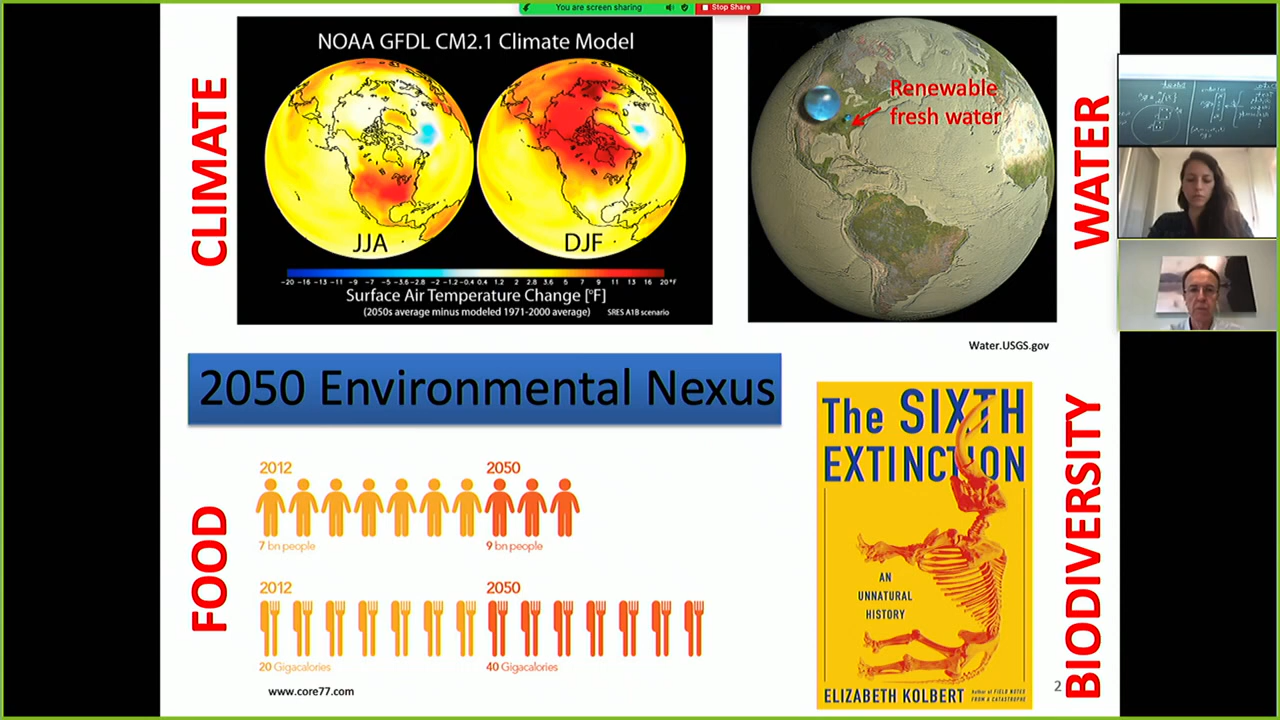 You are screen sharing
Stop Share
CLIMATE
NOAA GFDL CM2.1 Climate Model
JJA
DJF
-20 -16 -13 -11 -9 -7 -5 -3.6 -2.8 -2 -1.2 -0.4 0.4 1.2 2 2.8 3.6 5 7 9 11 13 16 20°F
Surface Air Temperature Change [°F]
(2050s average minus modeled 1971-2000 average)
SRES A1B scenario
Renewable
fresh water
WATER
Water.USGS.gov
2050 Environmental Nexus
FOOD
2012
2050
7 bn people
9 bn people
2012
2050
20 Gigacalories
40 Gigacalories
www.core77.com
The SIXTH
EXTINCTION
AN
UNNATURAL
HISTORY
ELIZABETH KOLBERT
Author of FIELD NOTES
FROM A CATASTROPHE
BIODIVERSITY
2